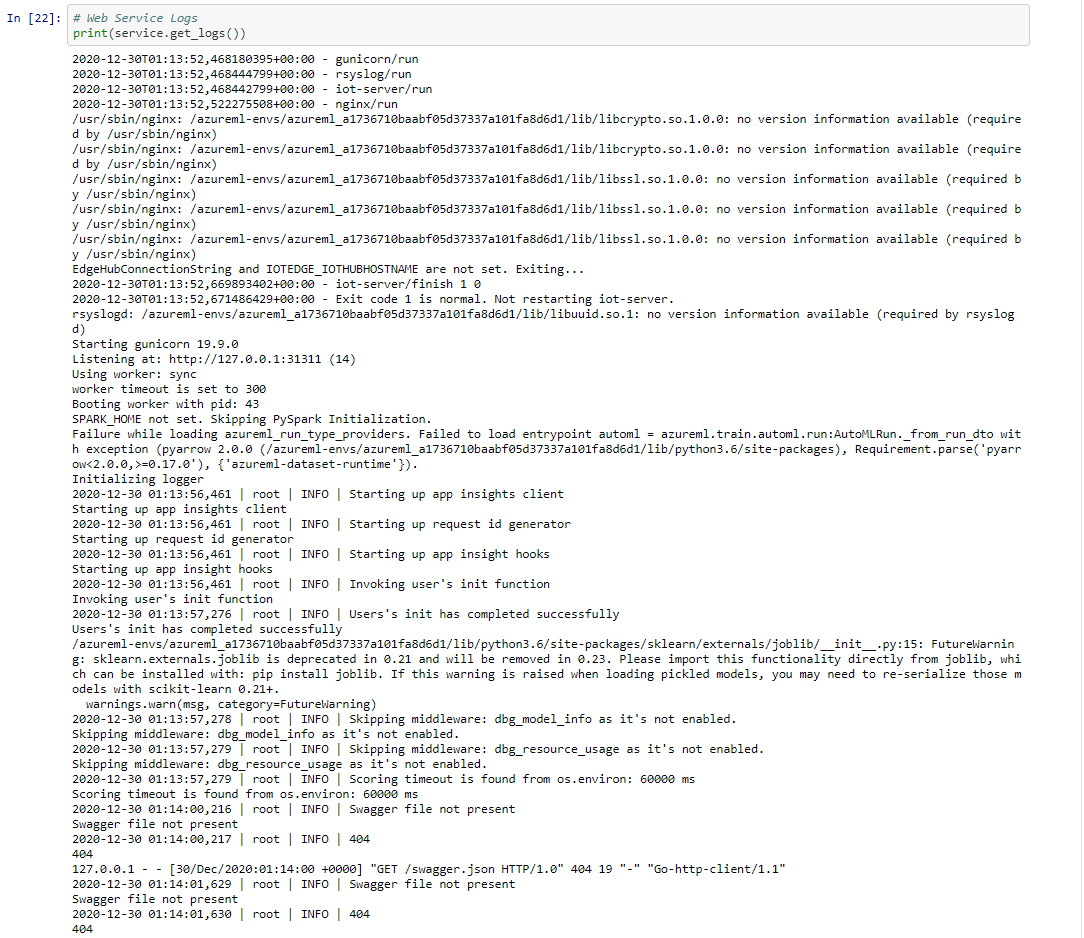 In [22]:
# Web Service Logs
print(service.get_logs())
2020-12-30T01:13:52,468180395+00:00 - gunicorn/run
2020-12-30T01:13:52,468444799+00:00 - rsyslog/run
2020-12-30T01:13:52,468442799+00:00 - iot-server/run
2020-12-30T01:13:52,522275508+00:00 - nginx/run
/usr/sbin/nginx: /azureml-envs/azureml_a1736710baabf05d37337a101fa8d6d1/lib/libcrypto.so.1.0.0: no version information available (require
d by /usr/sbin/nginx)
/usr/sbin/nginx: /azureml-envs/azureml_a1736710baabf05d37337a101fa8d6d1/lib/libcrypto.so.1.0.0: no version information available (require
d by /usr/sbin/nginx)
/usr/sbin/nginx: /azureml-envs/azureml_a1736710baabf05d37337a101fa8d6d1/lib/libssl.so.1.0.0: no version information available (required b
y /usr/sbin/nginx)
/usr/sbin/nginx: /azureml-envs/azureml_a1736710baabf05d37337a101fa8d6d1/lib/libssl.so.1.0.0: no version information available (required b
y /usr/sbin/nginx)
/usr/sbin/nginx: /azureml-envs/azureml_a1736710baabf05d37337a101fa8d6d1/lib/libssl.so.1.0.0: no version information available (required b
y /usr/sbin/nginx)
EdgeHubConnectionString and IOTEDGE_IOTHUBHOSTNAME are not set. Exiting...
2020-12-30T01:13:52,669893402+00:00 - iot-server/finish 1 0
2020-12-30T01:13:52,671486429+00:00 - Exit code 1 is normal. Not restarting iot-server.
rsyslogd: /azureml-envs/azureml_a1736710baabf05d37337a101fa8d6d1/lib/libuuid.so.1: no version information available (required by rsyslog
d)
Starting gunicorn 19.9.0
Listening at: http://127.0.0.1:31311 (14)
Using worker: sync
worker timeout is set to 300
Booting worker with pid: 43
SPARK_HOME not set. Skipping PySpark Initialization.
Failure while loading azureml_run_type_providers. Failed to load entrypoint automl = azureml.train.automl.run:AutoMLRun._from_run_dto wit
h exception (pyarrow 2.0.0 (/azureml-envs/azureml_a1736710baabf05d37337a101fa8d6d1/lib/python3.6/site-packages), Requirement.parse('pyarr
ow<2.0.0,>=0.17.0'), {'azureml-dataset-runtime'}).
Initializing logger
2020-12-30 01:13:56,461 | root | INFO | Starting up app insights client
Starting up app insights client
2020-12-30 01:13:56,461 | root | INFO | Starting up request id generator
Starting up request id generator
2020-12-30 01:13:56,461 | root | INFO | Starting up app insight hooks
Starting up app insight hooks
2020-12-30 01:13:56,461 | root | INFO | Invoking user's init function
Invoking user's init function
2020-12-30 01:13:57,276 | root | INFO | Users's init has completed successfully
Users's init has completed successfully
/azureml-envs/azureml_a1736710baabf05d37337a101fa8d6d1/lib/python3.6/site-packages/sklearn/externals/joblib/__init__.py:15: FutureWarnin
g: sklearn.externals.joblib is deprecated in 0.21 and will be removed in 0.23. Please import this functionality directly from joblib, whi
ch can be installed with: pip install joblib. If this warning is raised when loading pickled models, you may need to re-serialize those m
odels with scikit-learn 0.21+.
  warnings.warn(msg, category=FutureWarning)
2020-12-30 01:13:57,278 | root | INFO | Skipping middleware: dbg_model_info as it's not enabled.
Skipping middleware: dbg_model_info as it's not enabled.
2020-12-30 01:13:57,279 | root | INFO | Skipping middleware: dbg_resource_usage as it's not enabled.
Skipping middleware: dbg_resource_usage as it's not enabled.
2020-12-30 01:13:57,279 | root | INFO | Scoring timeout is found from os.environ: 60000 ms
Scoring timeout is found from os.environ: 60000 ms
2020-12-30 01:14:00,216 | root | INFO | Swagger file not present
Swagger file not present
2020-12-30 01:14:00,217 | root | INFO | 404
404
127.0.0.1 - - [30/Dec/2020:01:14:00 +0000] "GET /swagger.json HTTP/1.0" 404 19 "-" "Go-http-client/1.1"
2020-12-30 01:14:01,629 | root | INFO | Swagger file not present
Swagger file not present
2020-12-30 01:14:01,630 | root | INFO | 404
404